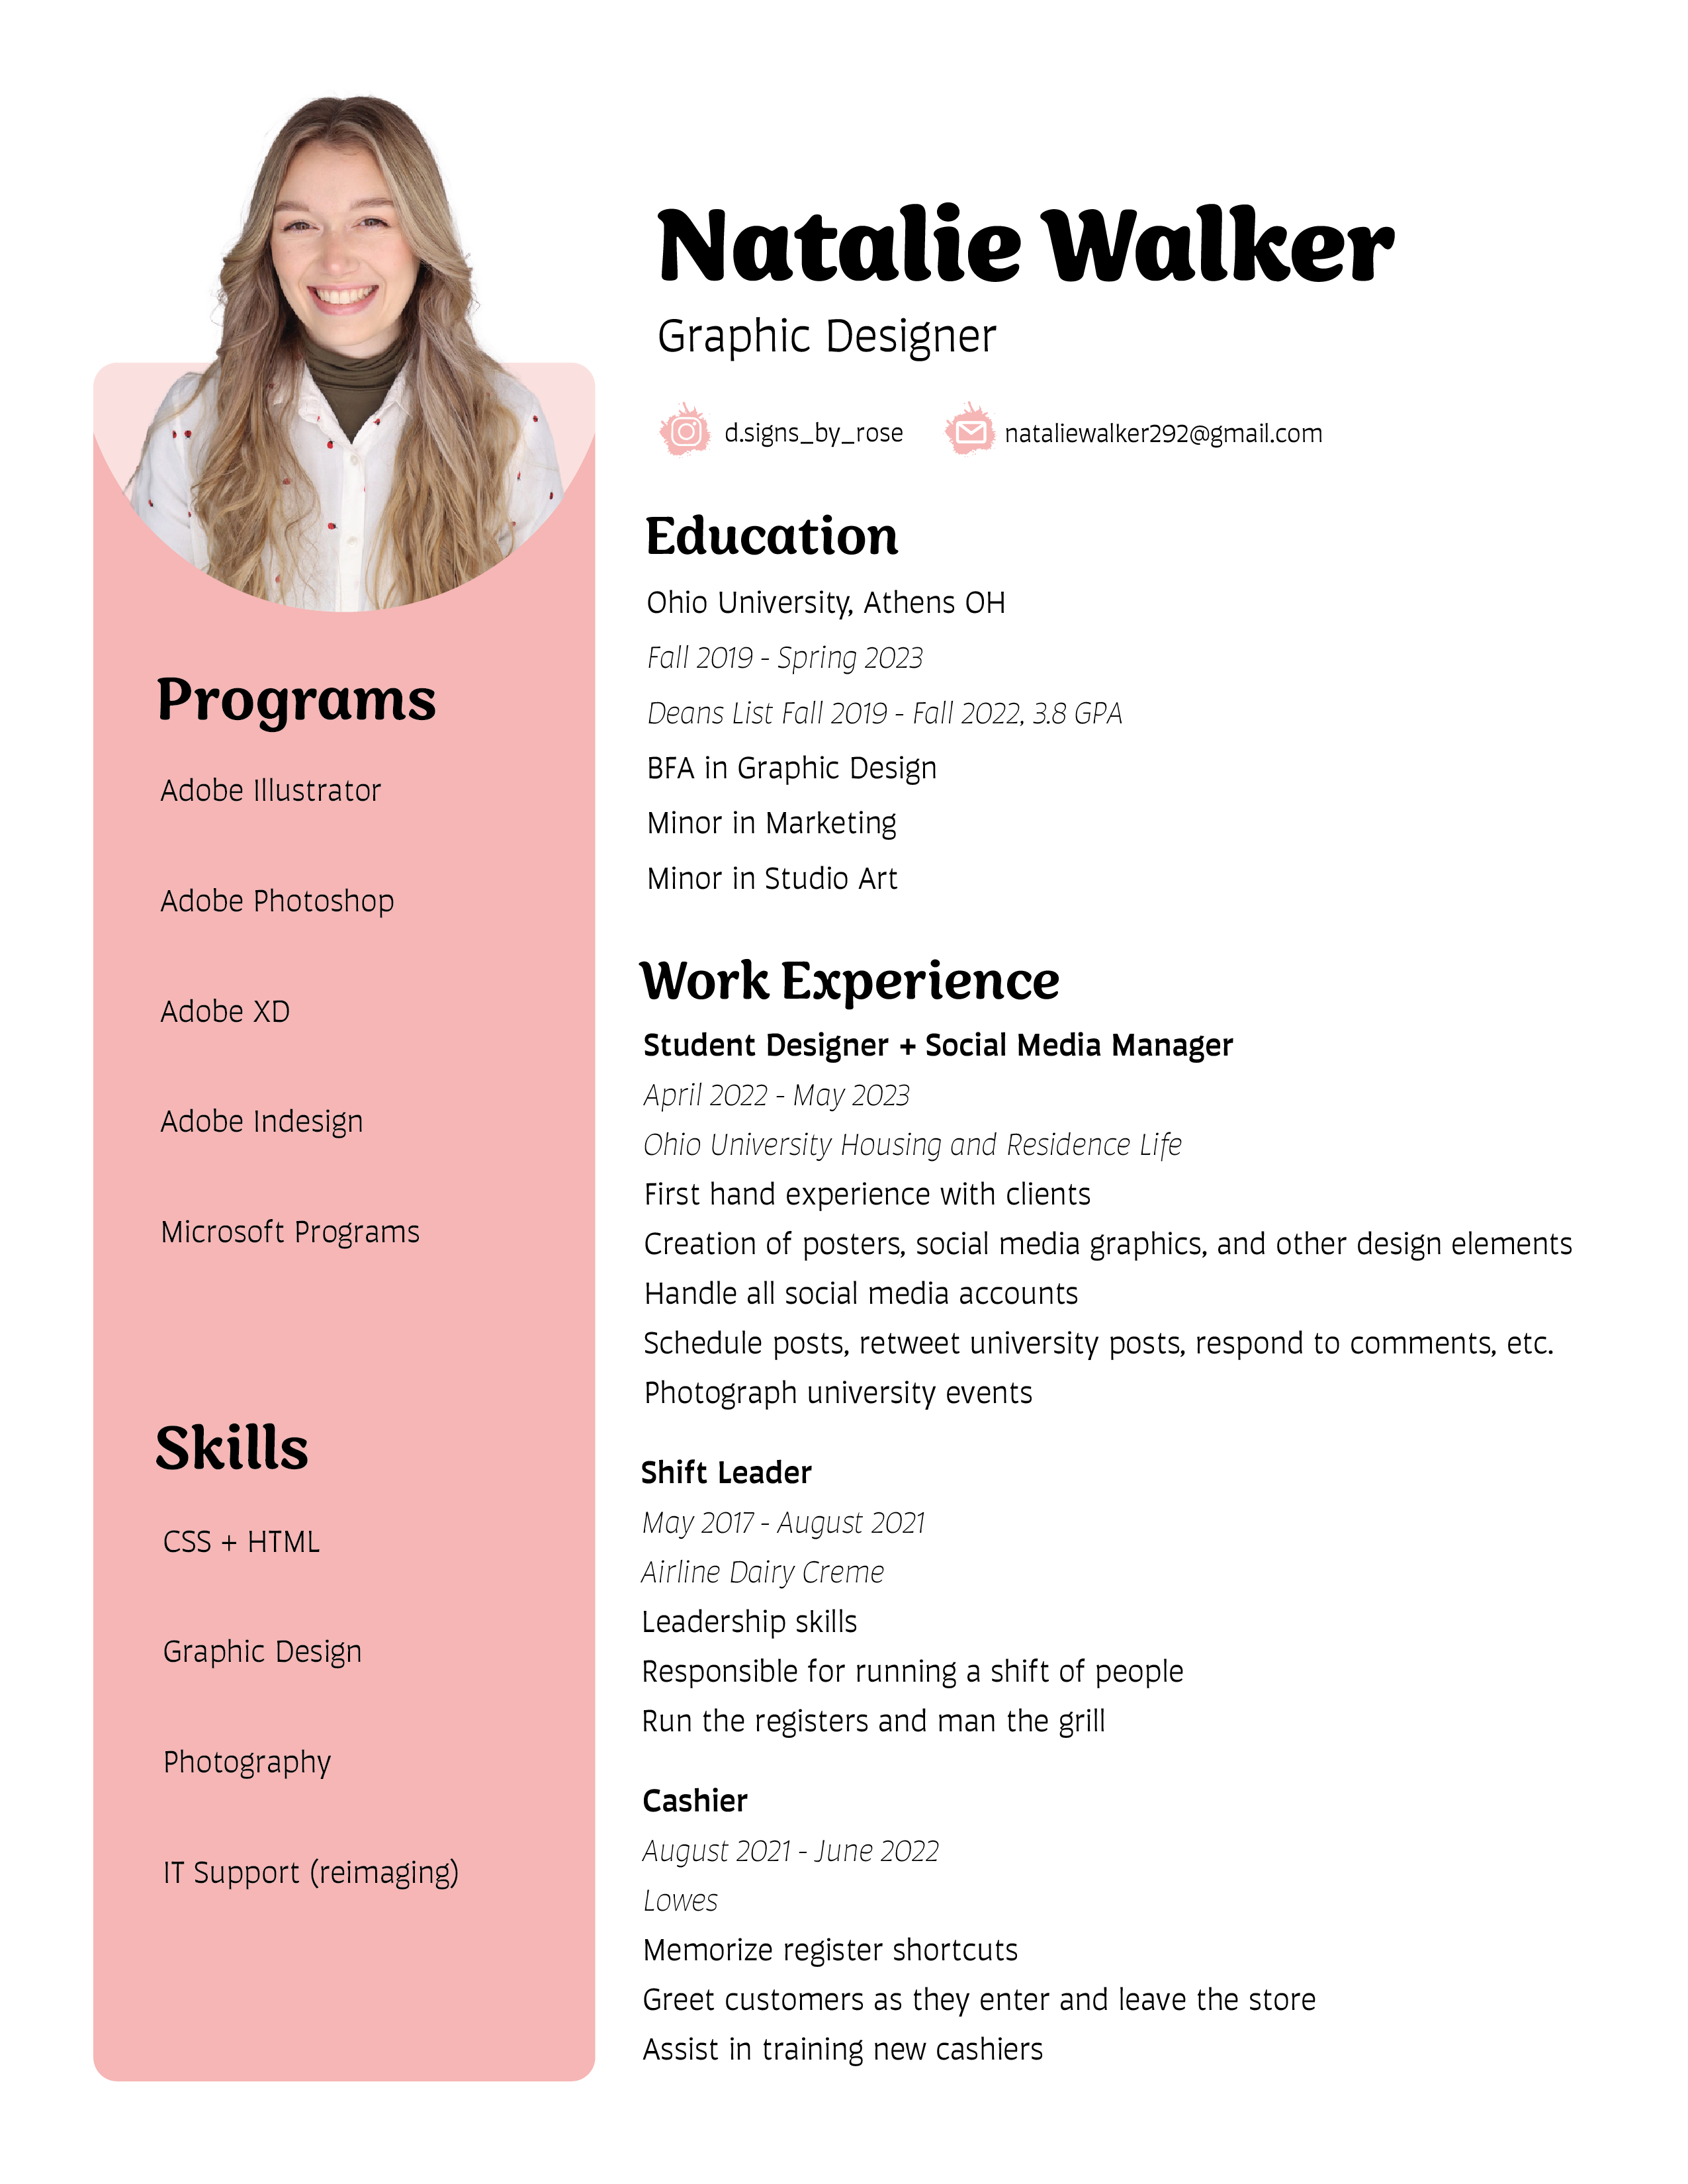 Natalie Walker
Graphic Designer
d.signs_by_rose
nataliewalker292@gmail.com
Programs
Adobe Illustrator
Adobe Photoshop
Adobe XD
Adobe Indesign
Microsoft Programs
Skills
CSS + HTML
Graphic Design
Photography
IT Support (reimaging)
Education
Ohio University, Athens OH
Fall 2019 - Spring 2023
Deans List Fall 2019 - Fall 2022, 3.8 GPA
BFA in Graphic Design
Minor in Marketing
Minor in Studio Art
Work Experience
Student Designer + Social Media Manager
April 2022 - May 2023
Ohio University Housing and Residence Life
First hand experience with clients
Creation of posters, social media graphics, and other design elements
Handle all social media accounts
Schedule posts, retweet university posts, respond to comments, etc.
Photograph university events
Shift Leader
May 2017 - August 2021
Airline Dairy Creme
Leadership skills
Responsible for running a shift of people
Run the registers and man the grill
Cashier
August 2021 - June 2022
Lowes
Memorize register shortcuts
Greet customers as they enter and leave the store
Assist in training new cashiers